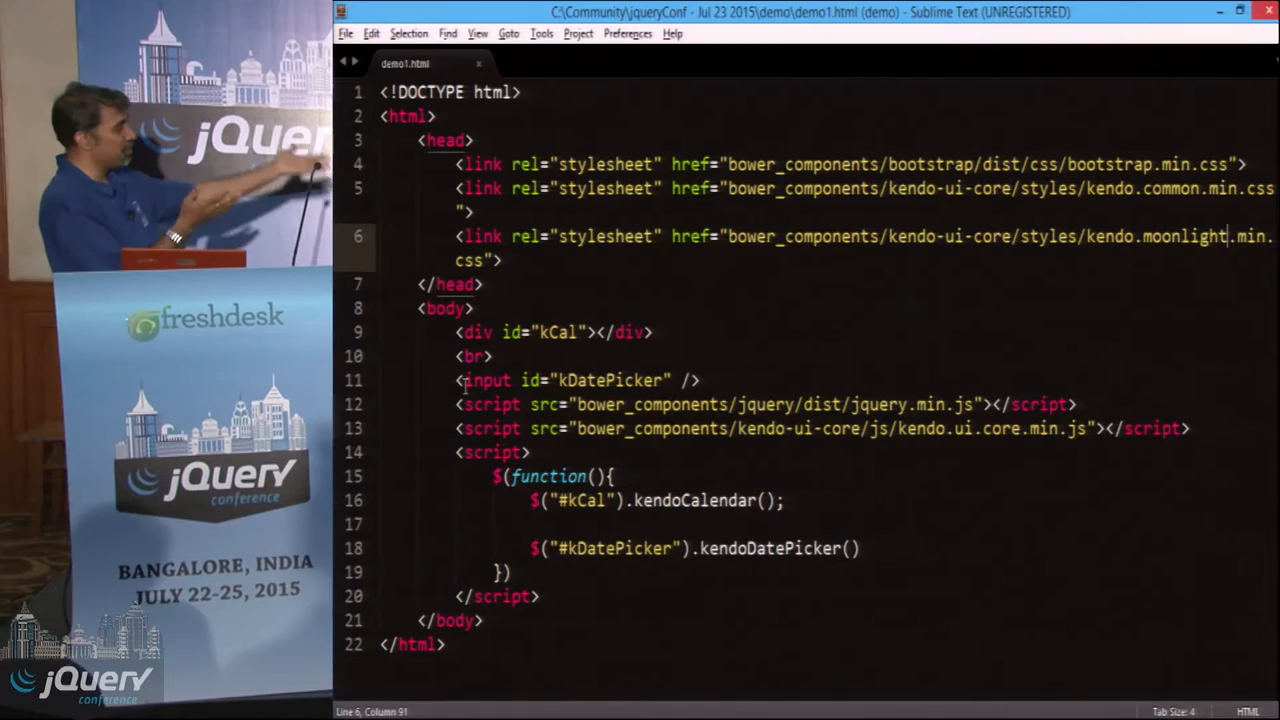 C:\Community\jqueryConf - Jul 23 2015\demo\demo1.html (demo) - Sublime Text (UNREGISTERED)
File Edit Selection Find View Goto Tools Project Preferences Help
demo1.html
1 <!DOCTYPE html>
2 <html>
3 <head>
4 <link rel="stylesheet" href="bower_components/bootstrap/dist/css/bootstrap.min.css">
5 <link rel="stylesheet" href="bower_components/kendo-ui-core/styles/kendo.common.min.css
">
6 <link rel="stylesheet" href="bower_components/kendo-ui-core/styles/kendo.moonlight.min.
css">
7 </head>
8 <body>
9 <div id="kCal"></div>
10 <br>
11 <input id="kDatePicker" />
12 <script src="bower_components/jquery/dist/jquery.min.js"></script>
13 <script src="bower_components/kendo-ui-core/js/kendo.ui.core.min.js"></script>
14 <script>
15 $(function(){
16 $("#kCal").kendoCalendar();
17
18 $("#kDatePicker").kendoDatePicker()
19 })
20 </script>
21 </body>
22 </html>
Line 6, Column 91
Tab Size: 4
HTML
jQuery
freshdesk
jQuery
conference
BANGALORE, INDIA
JULY 22-25, 2015
jQuery
conference